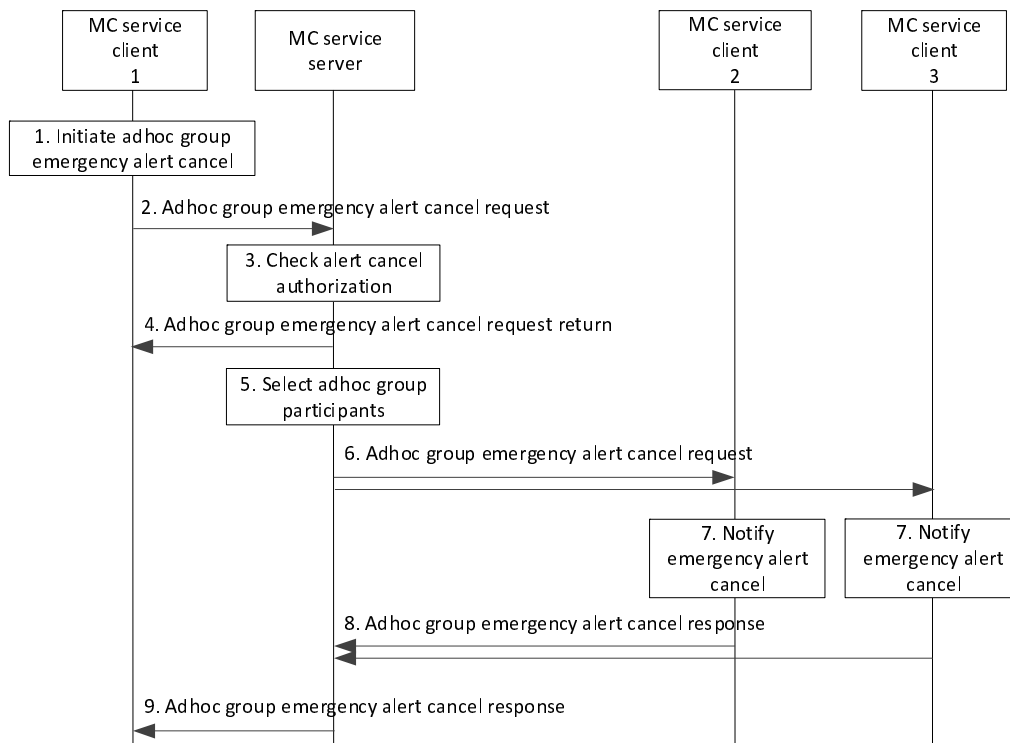 MC service
client
1
MC service
server
MC service
client
2
MC service
client
3
1. Initiate adhoc group
emergency alert cancel
2. Adhoc group emergency alert cancel request
3. Check alert cancel
authorization
4. Adhoc group emergency alert cancel request return
5. Select adhoc group
participants
6. Adhoc group emergency alert cancel request
7. Notify
emergency alert
cancel
7. Notify
emergency alert
cancel
8. Adhoc group emergency alert cancel response
9. Adhoc group emergency alert cancel response